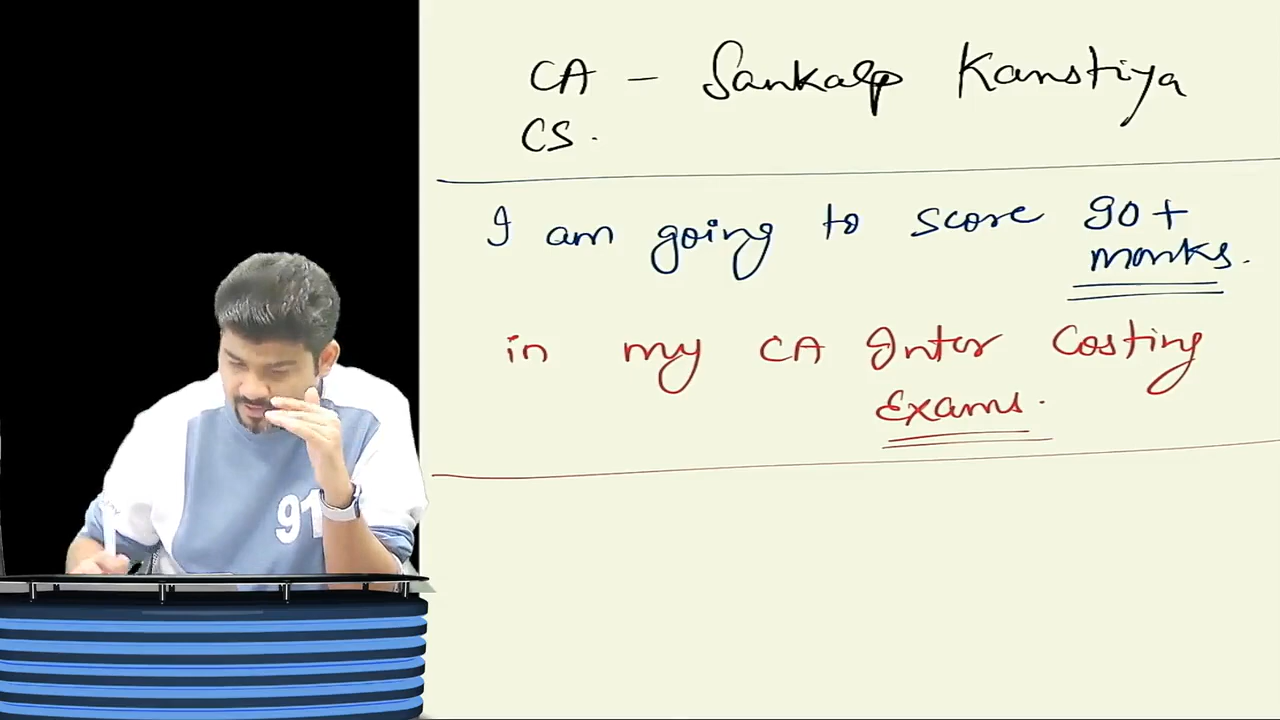 CA - Sankalp Kanstiya
CS.
I am going to score 90+
marks.
in my CA Inter Costing
Exams.
91